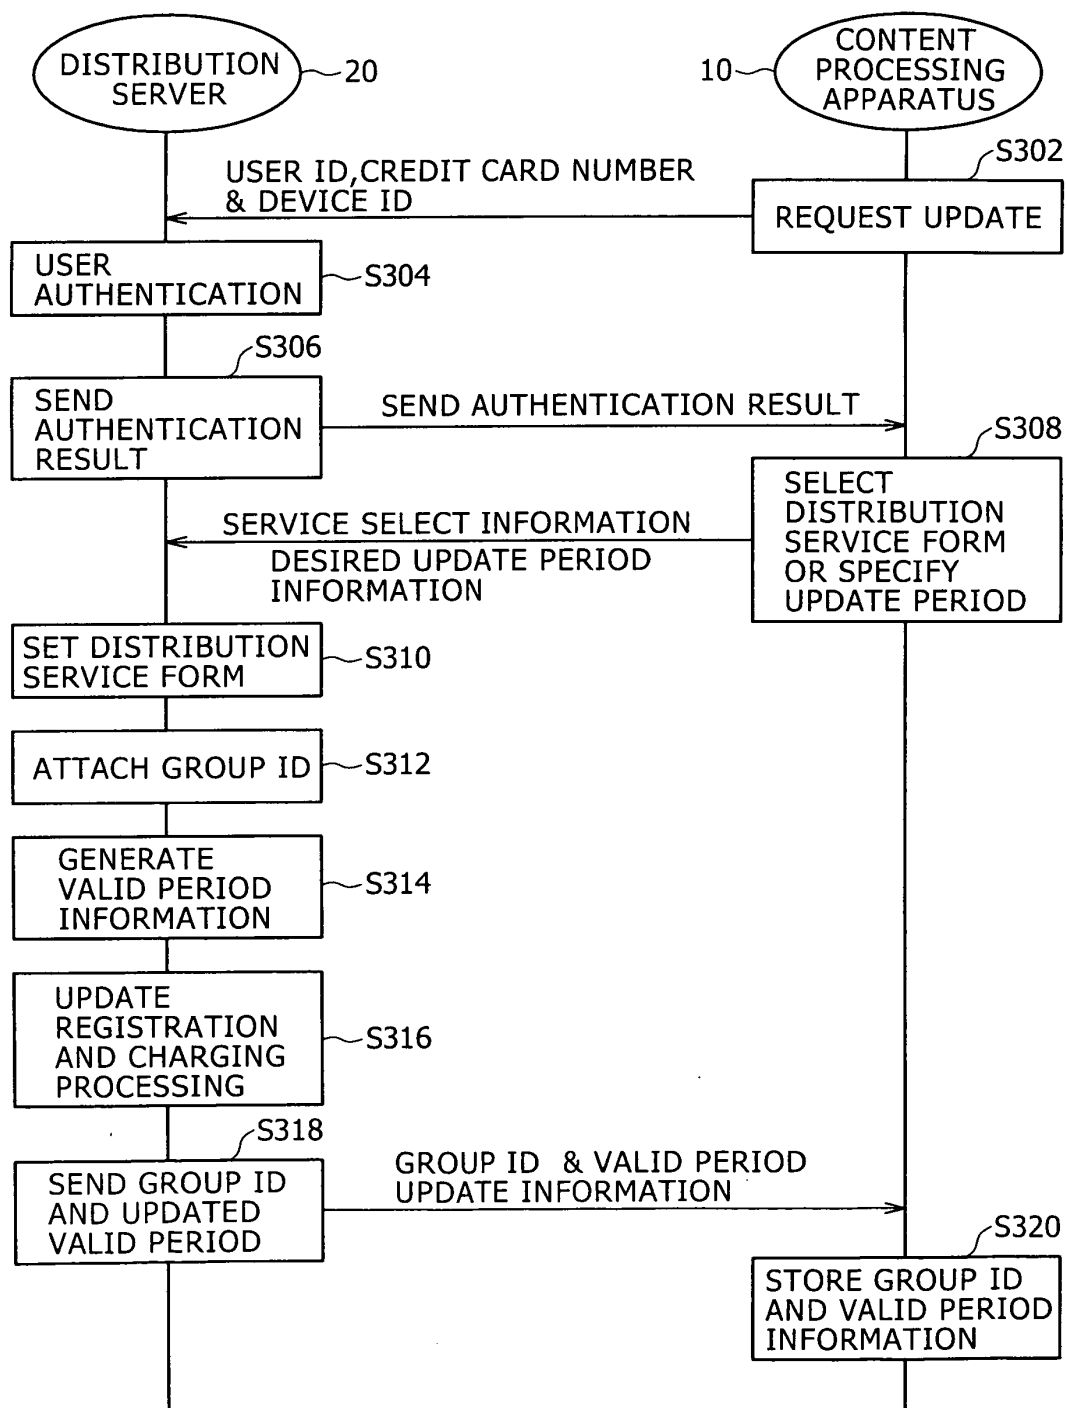 DISTRIBUTION
SERVER
20
10
CONTENT
PROCESSING
APPARATUS
S302
USER ID,CREDIT CARD NUMBER
& DEVICE ID
REQUEST UPDATE
USER
AUTHENTICATION
S304
S306
SEND
AUTHENTICATION
RESULT
SEND AUTHENTICATION RESULT
S308
SELECT
DISTRIBUTION
SERVICE FORM
OR SPECIFY
UPDATE PERIOD
SERVICE SELECT INFORMATION
DESIRED UPDATE PERIOD
INFORMATION
SET DISTRIBUTION
SERVICE FORM
S310
ATTACH GROUP ID
S312
GENERATE
VALID PERIOD
INFORMATION
S314
UPDATE
REGISTRATION
AND CHARGING
PROCESSING
S316
S318
SEND GROUP ID
AND UPDATED
VALID PERIOD
GROUP ID & VALID PERIOD
UPDATE INFORMATION
S320
STORE GROUP ID
AND VALID PERIOD
INFORMATION